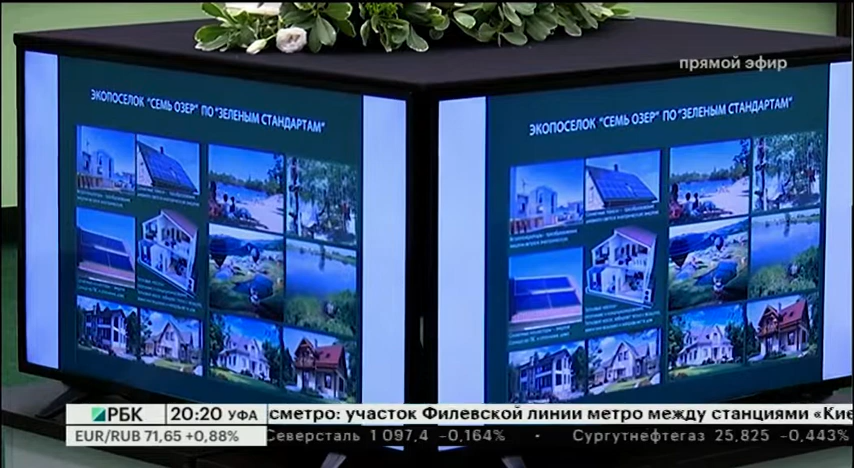 прямой эфир
ЭКОПОСЕЛОК "СЕМЬ ОЗЕР" ПО "ЗЕЛЕНЫМ СТАНДАРТАМ"
ЭКОПОСЕЛОК "СЕМЬ ОЗЕР" ПО "ЗЕЛЕНЫМ СТАНДАРТАМ"
РБК 20:20 УФА сметро: участок Филевской линии метро между станциями «Кие
EUR/RUB 71,65 +0,88% Северсталь 1 097,4 -0,164% · Сургутнефтегаз 25,825 -0,443%